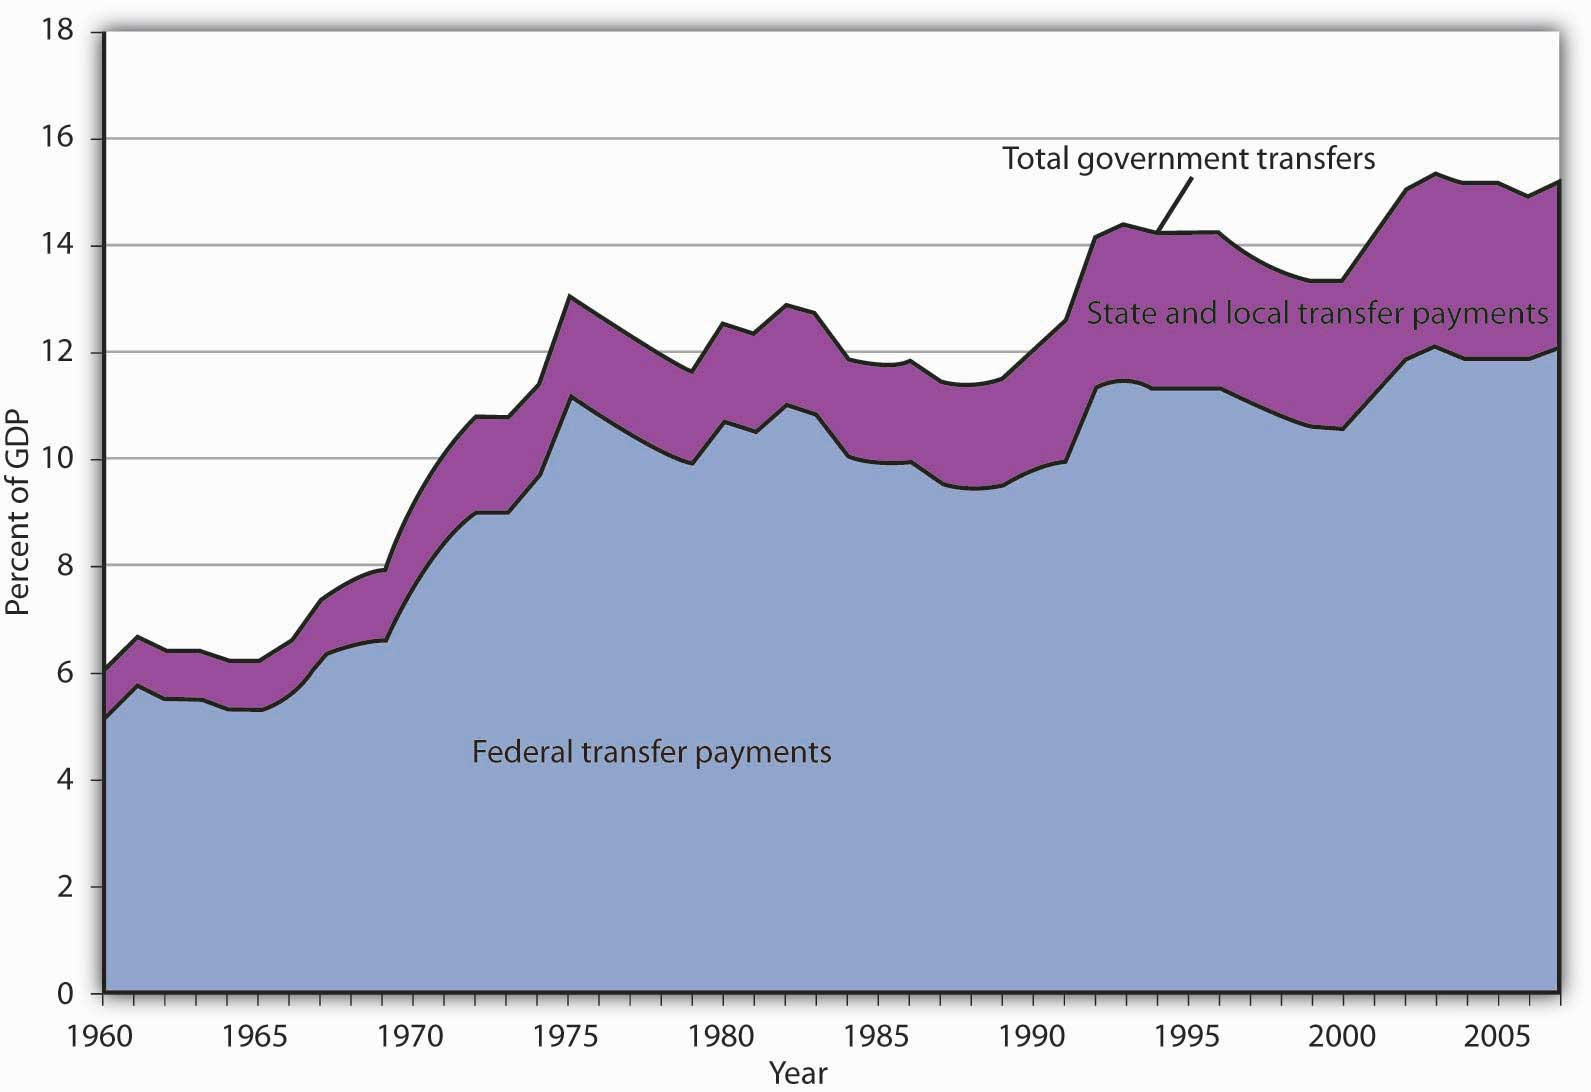 18
16
Total government transfers
14
State and local transfer payments
12
10
Percent of GDP
8
6
Federal transfer payments
4
2
0
1960 1965 1970 1975 1980 1985 1990 1995 2000 2005
Year